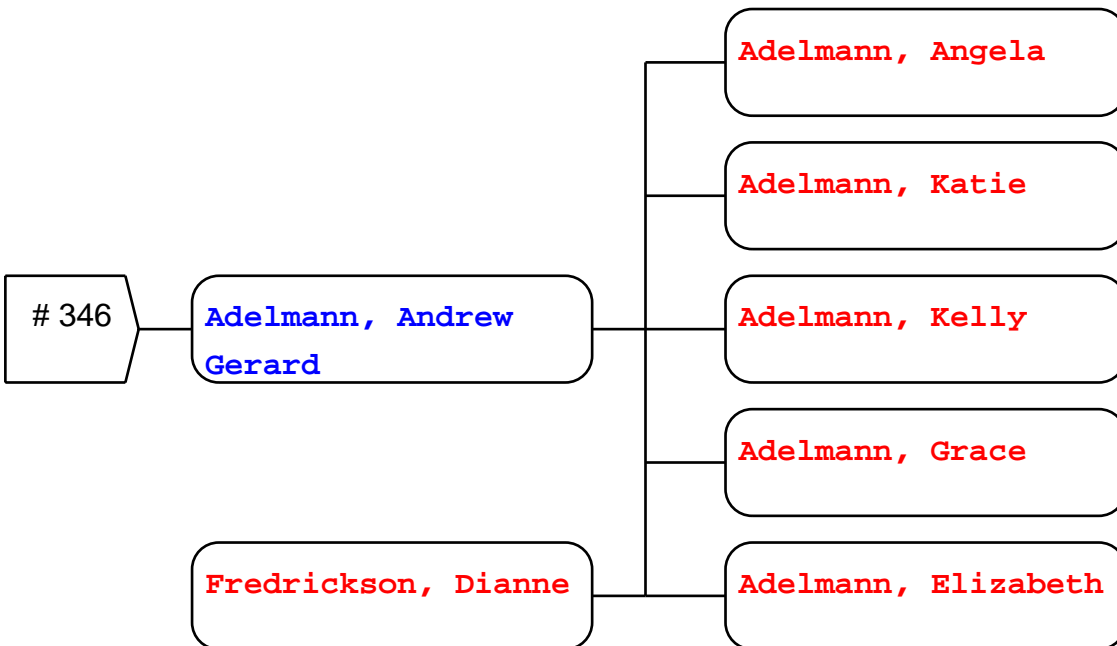 Adelmann, Angela
Adelmann, Katie
# 346
Adelmann, Andrew
Gerard
Adelmann, Kelly
Adelmann, Grace
Fredrickson, Dianne
Adelmann, Elizabeth